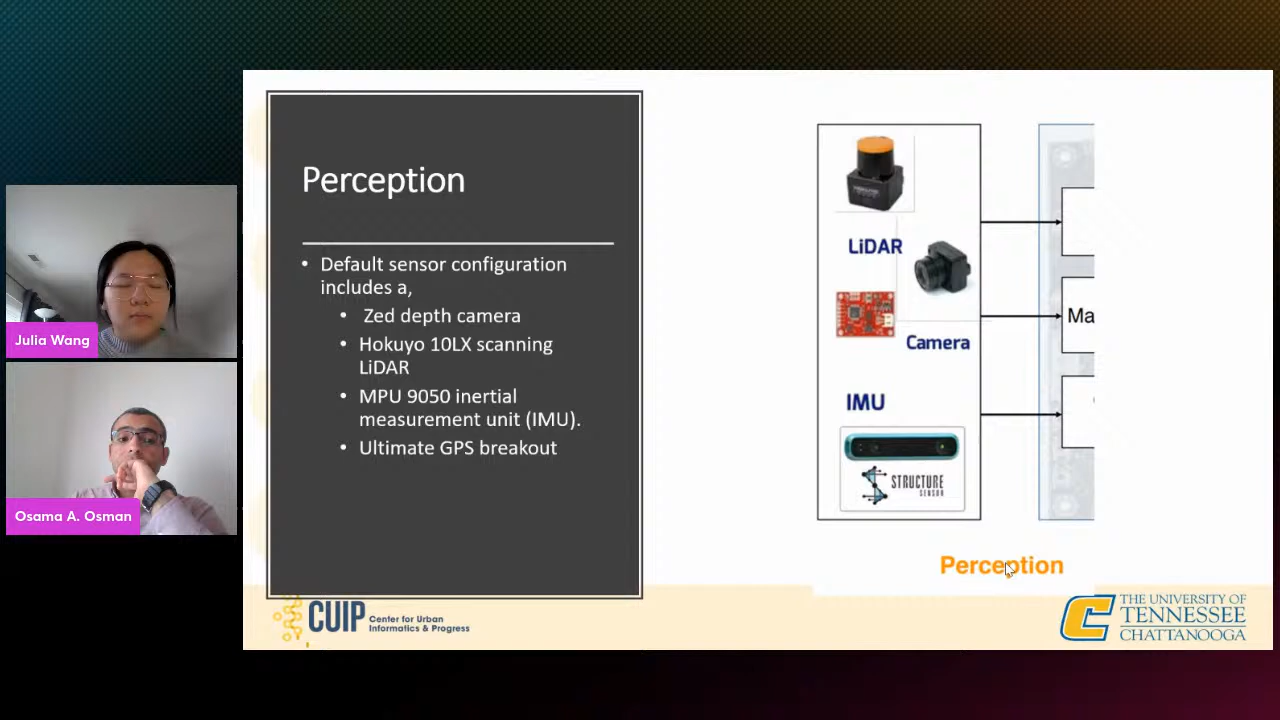 Julia Wang
Osama A. Osman
Perception
• Default sensor configuration
includes a,
• Zed depth camera
• Hokuyo 10LX scanning
LiDAR
• MPU 9050 inertial
measurement unit (IMU).
• Ultimate GPS breakout
LiDAR
Camera
IMU
STRUCTURE
SENSOR
Ma
Perception
CUIP Center for Urban
Informatics & Progress
THE UNIVERSITY OF
TENNESSEE
CHATTANOOGA